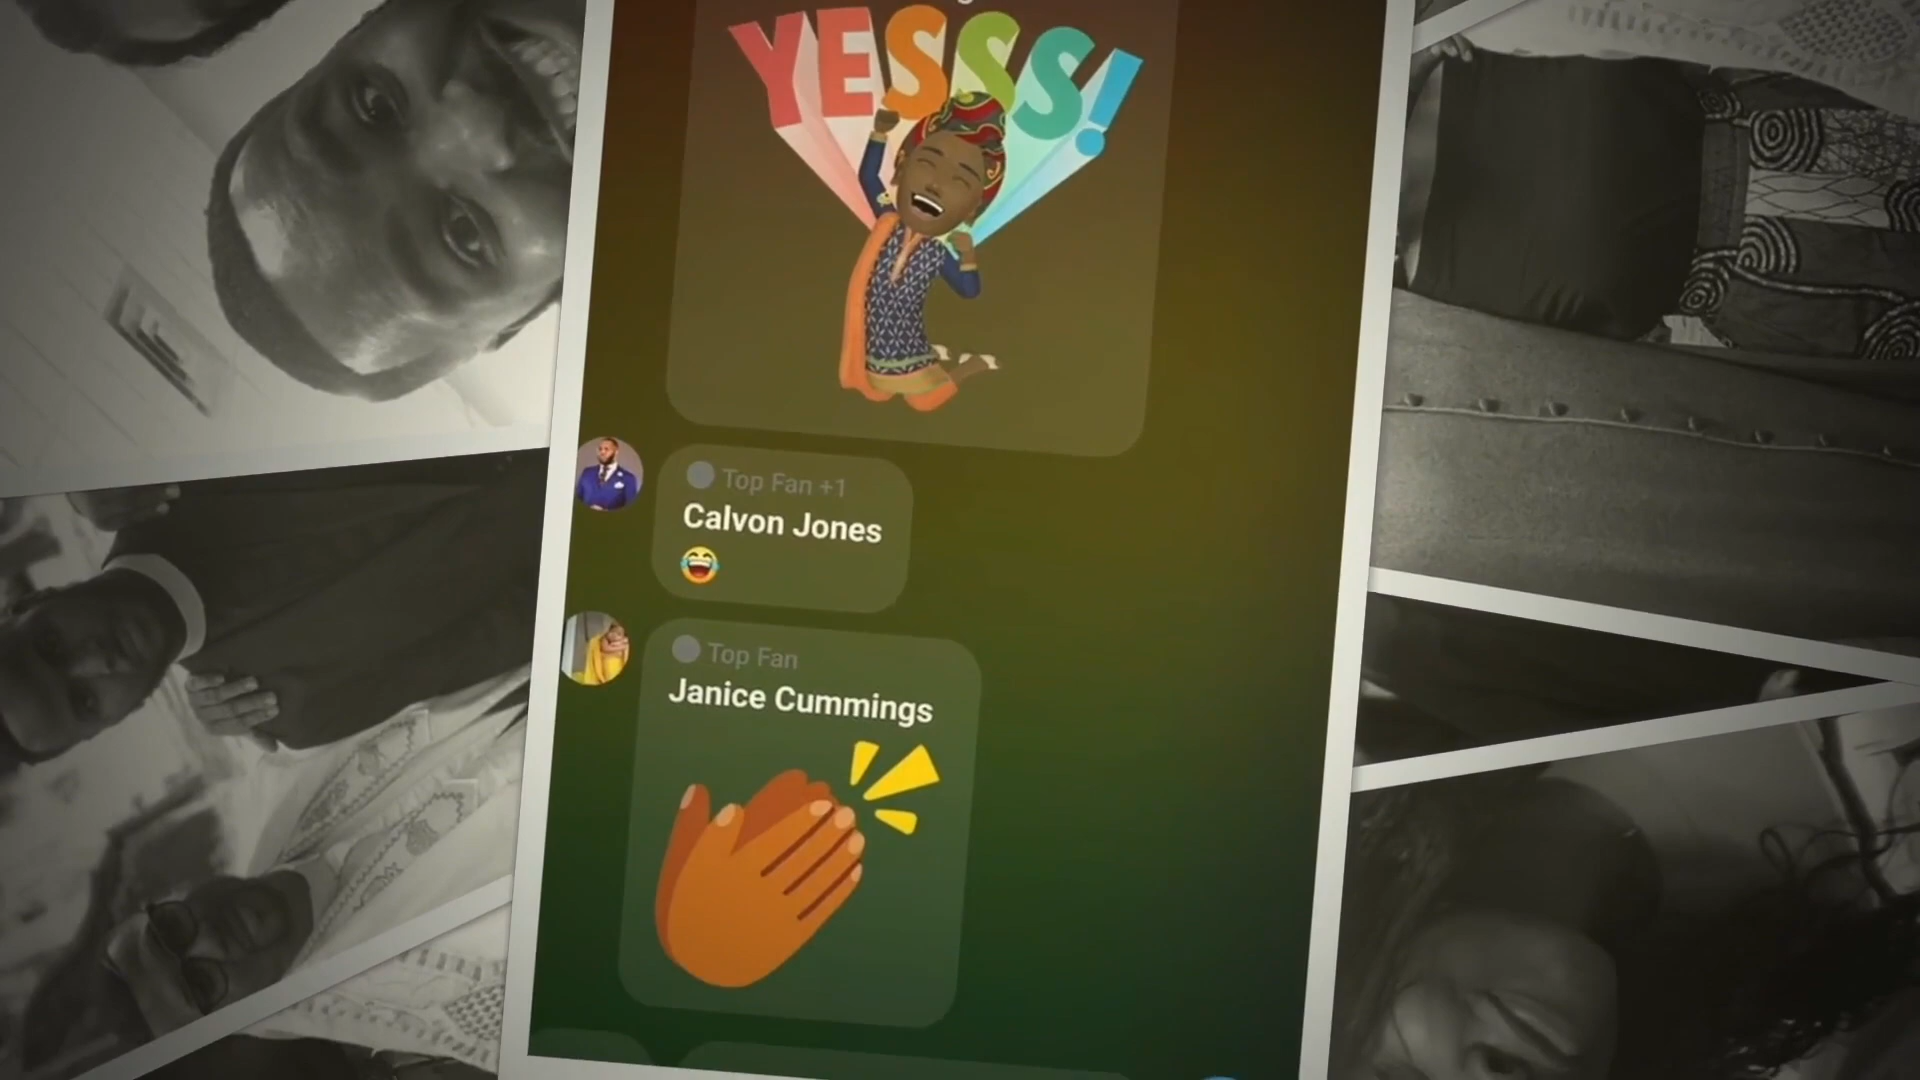 YESSS!
Top Fan +1
Calvon Jones
Top Fan
Janice Cummings